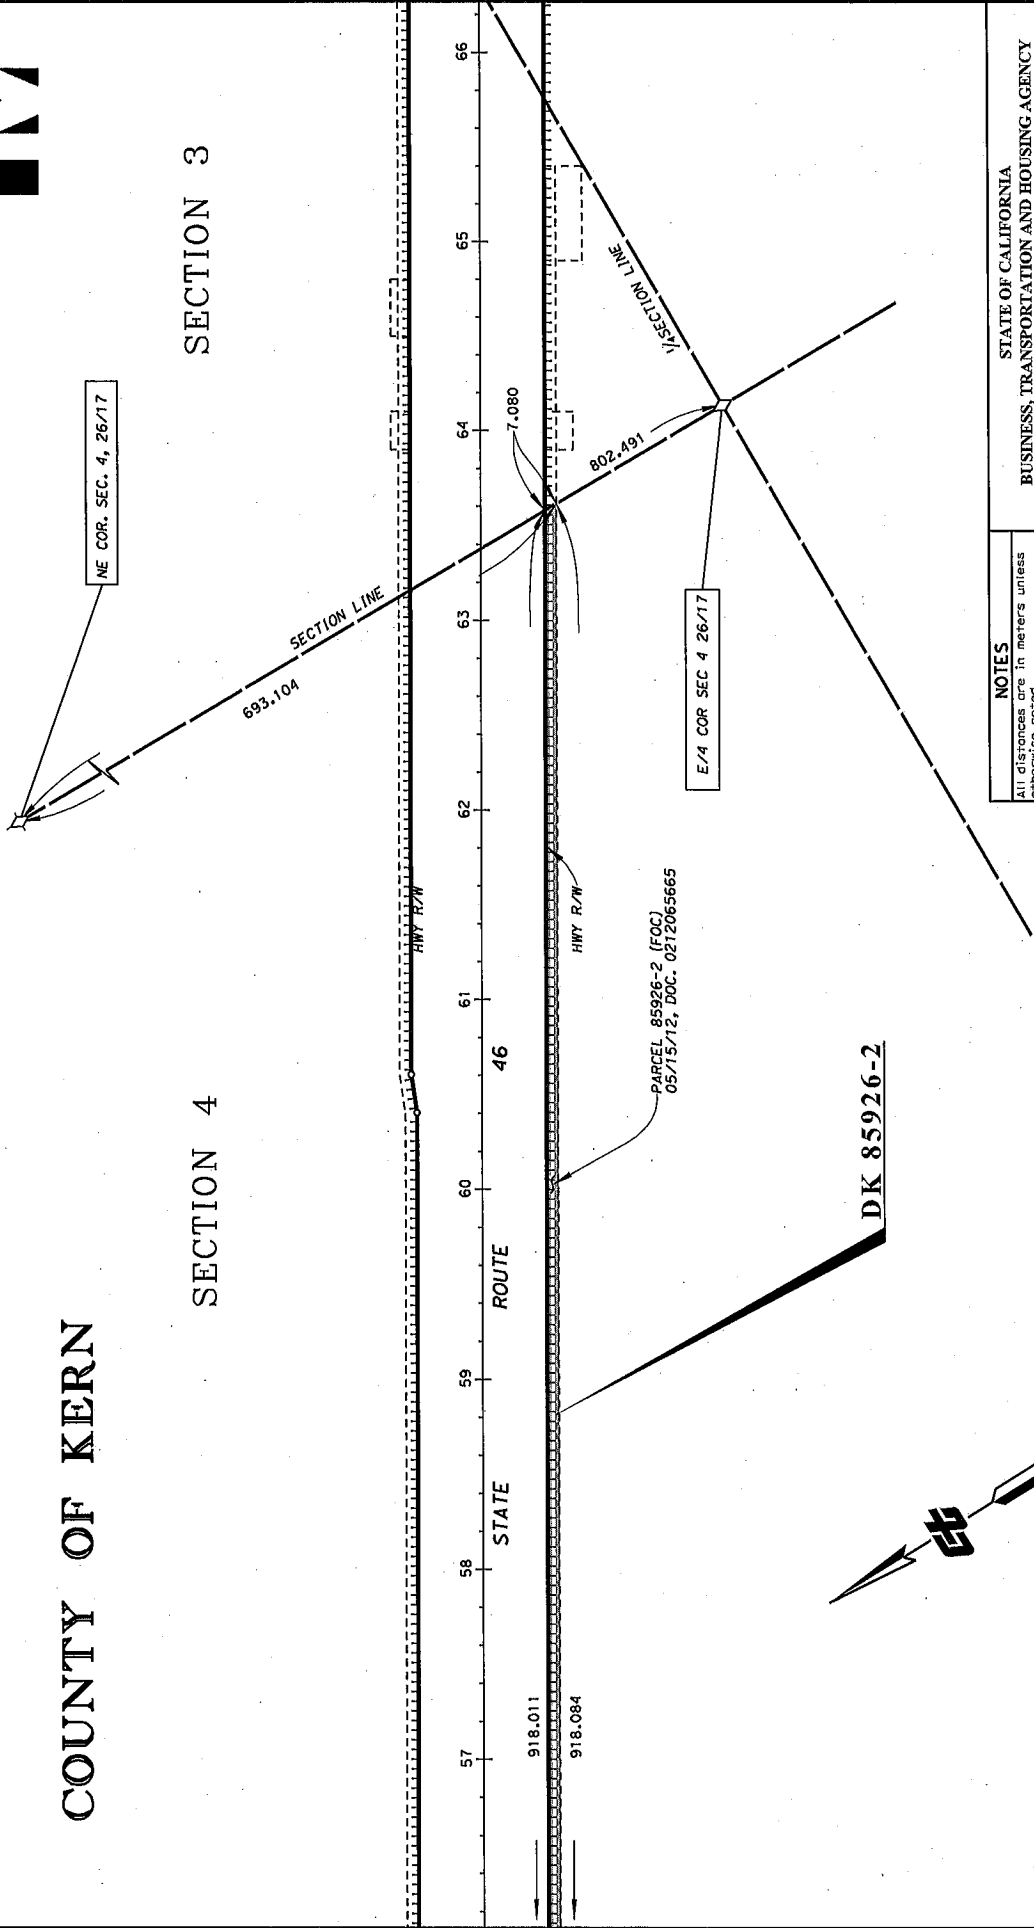 COUNTY OF KERN
SECTION 4
SECTION 3
NE COR. SEC. 4, 26/17
693.104
SECTION LINE
HWY R/W
57
58
59
60
61
62
63
64
65
66
STATE ROUTE 46
918.011
918.084
HWY R/W
7.080
802.491
1/4 SECTION LINE
PARCEL 85926-2 (FOC)
05/15/12, DOC. 0212065665
E/4 COR SEC 4 26/17
DK 85926-2
NOTES
All distances are in meters unless
otherwise noted
STATE OF CALIFORNIA
BUSINESS, TRANSPORTATION AND HOUSING AGENCY